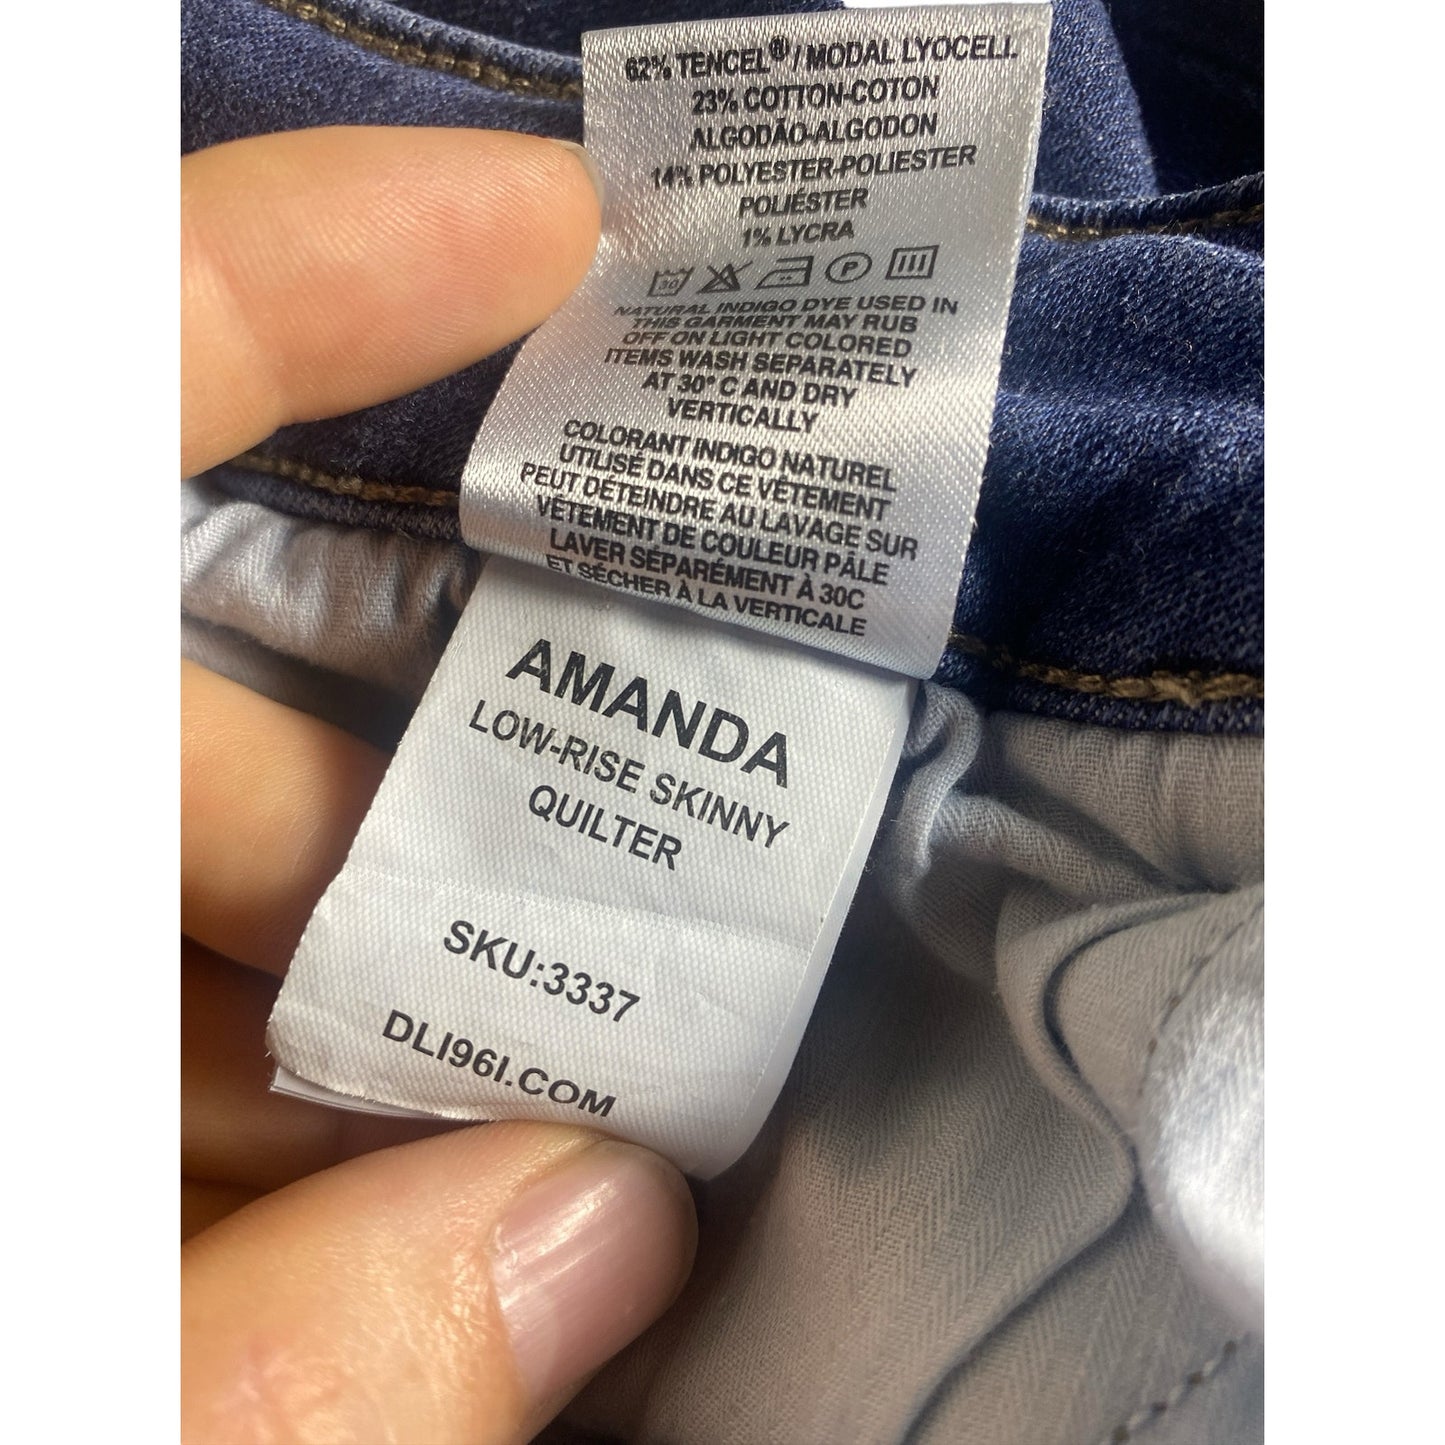 62% TENCEL® / MODAL LYOCELL
23% COTTON-COTON
ALGODÃO-ALGODON
14% POLYESTER-POLIESTER
POLIÉSTER
1% LYCRA
30 P
NATURAL INDIGO DYE USED IN
THIS GARMENT MAY RUB
OFF ON LIGHT COLORED
ITEMS WASH SEPARATELY
AT 30° C AND DRY
VERTICALLY
COLORANT INDIGO NATUREL
UTILISÉ DANS CE VÊTEMENT
PEUT DÉTEINDRE AU LAVAGE SUR
VÊTEMENT DE COULEUR PÂLE
LAVER SÉPARÉMENT À 30C
ET SÉCHER À LA VERTICALE
AMANDA
LOW-RISE SKINNY
QUILTER
SKU:3337
DLI96I.COM